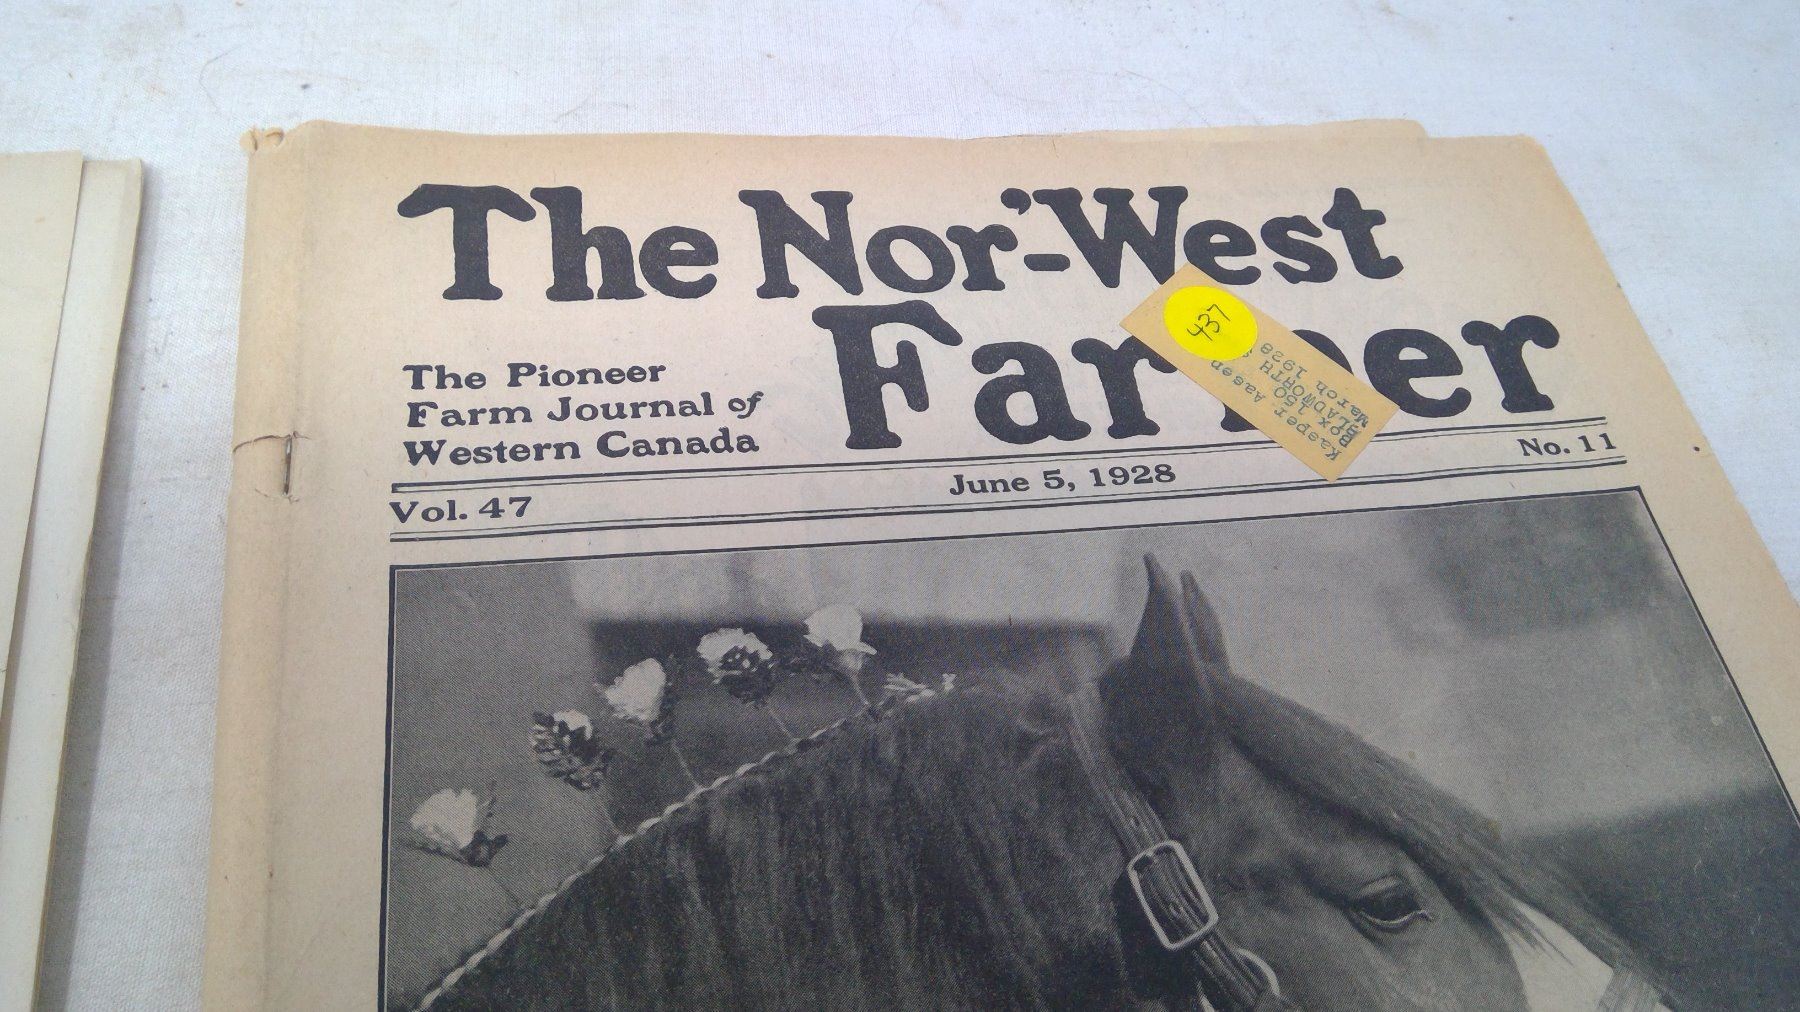 The Nor'-West
Farmer
The Pioneer
Farm Journal of
Western Canada
Vol. 47
June 5, 1928
No. 11
437
Kasper Aasen
Box 150
BLADWORTH
March 1928